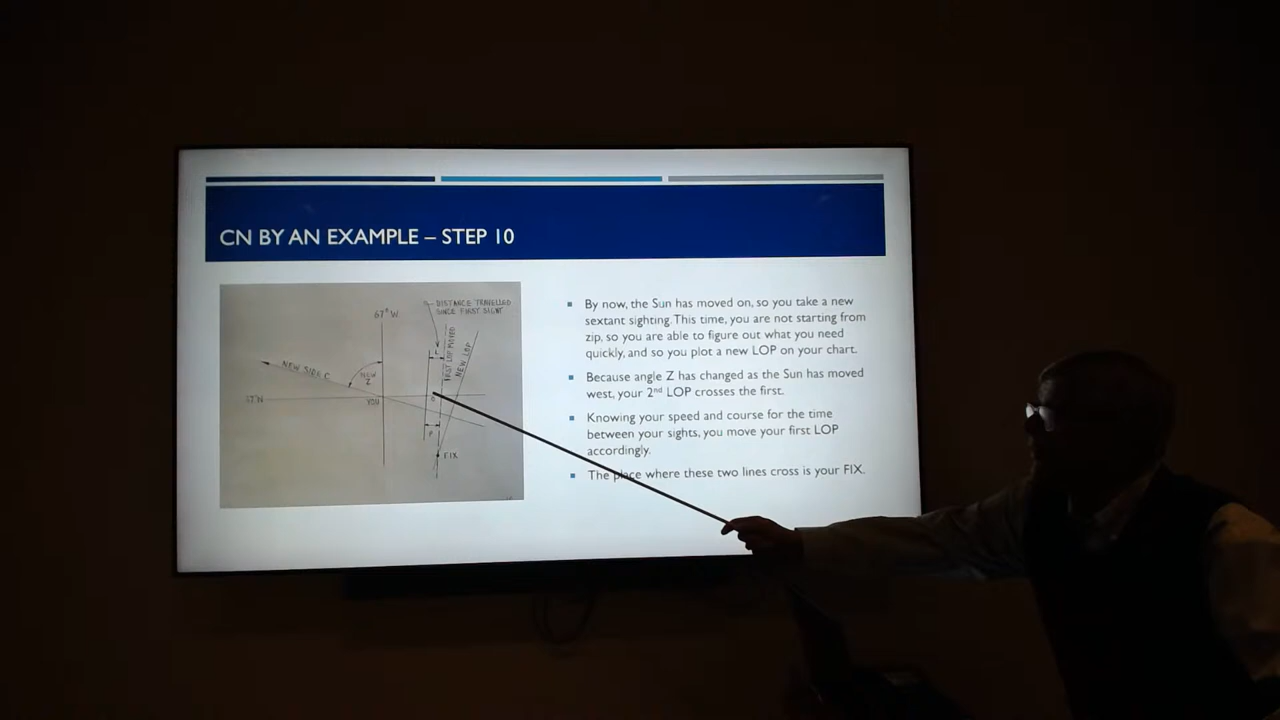 CN BY AN EXAMPLE – STEP 10
DISTANCE TRAVELLED
SINCE FIRST SIGHT
67° W
FIRST LOP MOVED
NEW LOP
NEW SIDE C
NEW
Z
YOU
FIX
By now, the Sun has moved on, so you take a new
sextant sighting. This time, you are not starting from
zip, so you are able to figure out what you need
quickly, and so you plot a new LOP on your chart.
Because angle Z has changed as the Sun has moved
west, your 2nd LOP crosses the first.
Knowing your speed and course for the time
between your sights, you move your first LOP
accordingly.
The place where these two lines cross is your FIX.